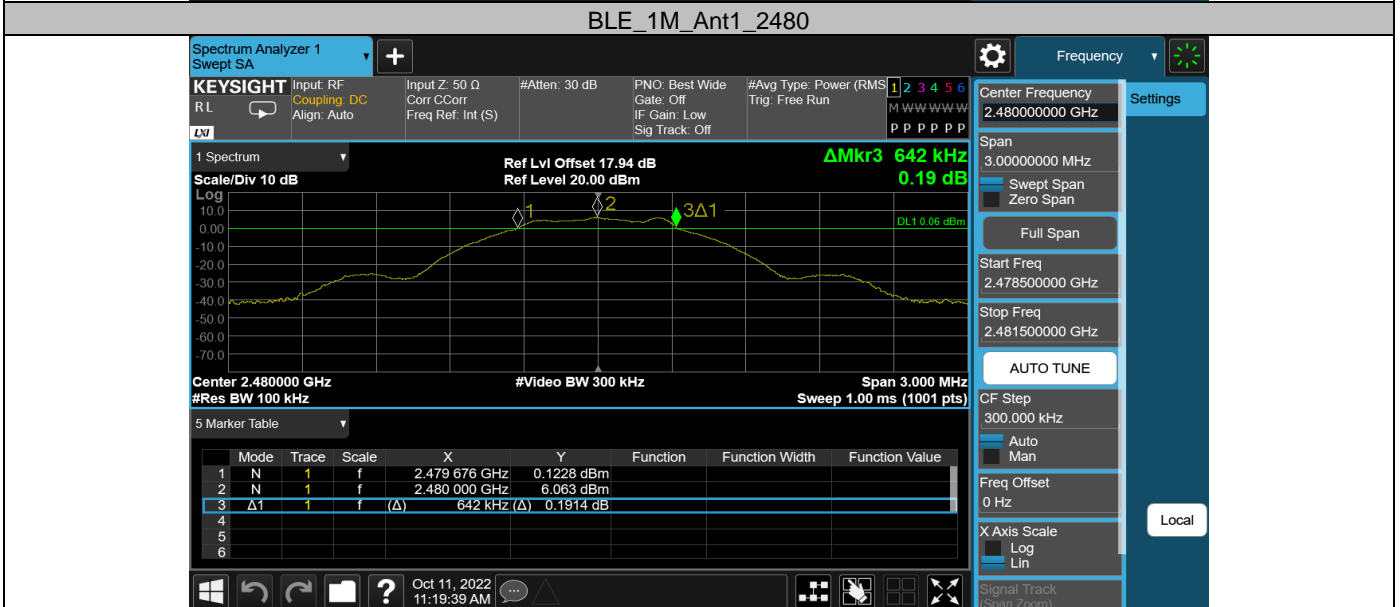 BLE_1M_Ant1_2480
Spectrum Analyzer 1
Swept SA
+
Frequency
KEYSIGHT
R L
LXI
Input: RF
Coupling: DC
Align: Auto
Input Z: 50 Ω
Corr CCorr
Freq Ref: Int (S)
#Atten: 30 dB
PNO: Best Wide
Gate: Off
IF Gain: Low
Sig Track: Off
#Avg Type: Power (RMS
Trig: Free Run
1 2 3 4 5 6
M W W W W W
P P P P P P
1 Spectrum
Scale/Div 10 dB
Ref Lvl Offset 17.94 dB
Ref Level 20.00 dBm
ΔMkr3 642 kHz
0.19 dB
Log
10.0
0.00
-10.0
-20.0
-30.0
-40.0
-50.0
-60.0
-70.0
1
2
3Δ1
DL1 0.06 dBm
Center 2.480000 GHz
#Res BW 100 kHz
#Video BW 300 kHz
Span 3.000 MHz
Sweep 1.00 ms (1001 pts)
5 Marker Table
Mode Trace Scale X Y Function Function Width Function Value
1 N 1 f 2.479 676 GHz 0.1228 dBm
2 N 1 f 2.480 000 GHz 6.063 dBm
3 Δ1 1 f (Δ) 642 kHz (Δ) 0.1914 dB
4
5
6
?
Oct 11, 2022
11:19:39 AM
Center Frequency
2.480000000 GHz
Span
3.00000000 MHz
Swept Span
Zero Span
Full Span
Start Freq
2.478500000 GHz
Stop Freq
2.481500000 GHz
AUTO TUNE
CF Step
300.000 kHz
Auto
Man
Freq Offset
0 Hz
X Axis Scale
Log
Lin
Signal Track
(Span Zoom)
Settings
Local